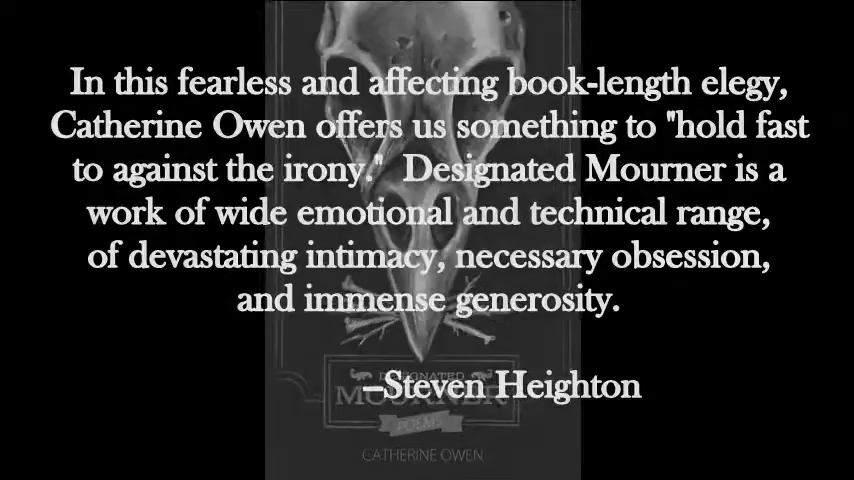 In this fearless and affecting book-length elegy,
Catherine Owen offers us something to "hold fast
to against the irony."  Designated Mourner is a
work of wide emotional and technical range,
of devastating intimacy, necessary obsession,
and immense generosity.
–Steven Heighton
DESIGNATED
MOURNER
POEMS
CATHERINE OWEN